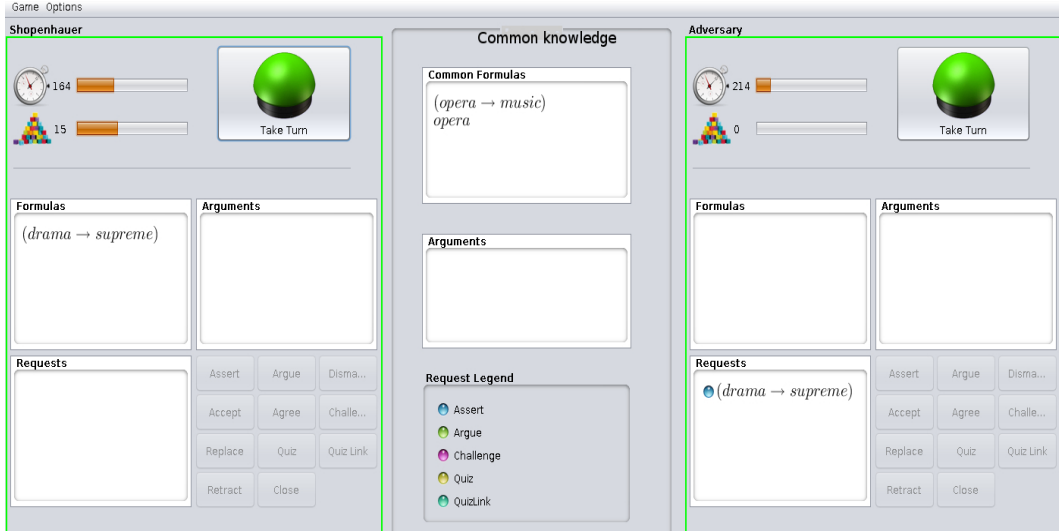 Game Options
Shopenhauer
164
15
Take Turn
Formulas
(drama → supreme)
Arguments
Requests
Assert Argue Disma...
Accept Agree Challe...
Replace Quiz Quiz Link
Retract Close
Common knowledge
Common Formulas
(opera → music)
opera
Arguments
Request Legend
Assert
Argue
Challenge
Quiz
QuizLink
Adversary
214
0
Take Turn
Formulas
Arguments
Requests
(drama → supreme)
Assert Argue Disma...
Accept Agree Challe...
Replace Quiz Quiz Link
Retract Close